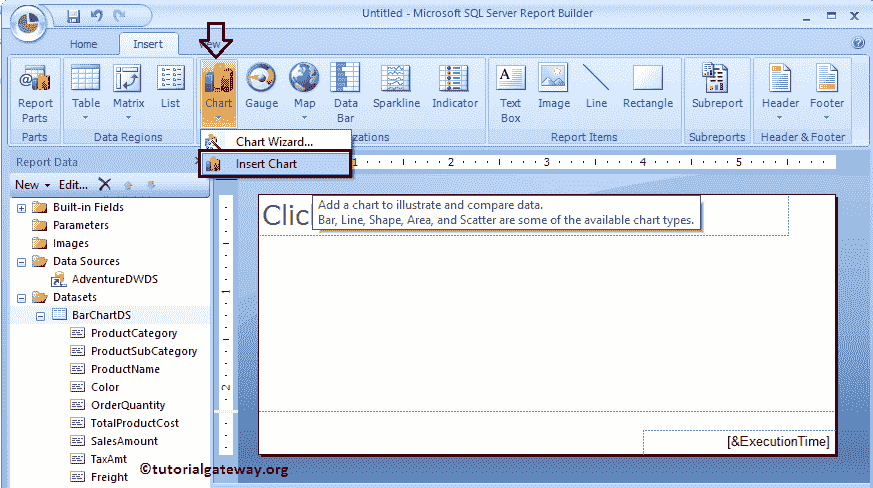 Untitled - Microsoft SQL Server Report Builder
Home Insert View
Report Parts Table Matrix List Chart Gauge Map Data Bar Sparkline Indicator Text Box Image Line Rectangle Subreport Header Footer
Parts Data Regions Report Items Subreports Header & Footer
Chart Wizard...
Insert Chart
Report Data
1 2 3 4 5
New Edit...
Add a chart to illustrate and compare data.
Bar, Line, Shape, Area, and Scatter are some of the available chart types.
Clic
Built-in Fields
Parameters
Images
Data Sources
AdventureDWDS
Datasets
BarChartDS
ProductCategory
ProductSubCategory
ProductName
Color
OrderQuantity
TotalProductCost
SalesAmount
TaxAmt
Freight
1
2
[&ExecutionTime]
©tutorialgateway.org